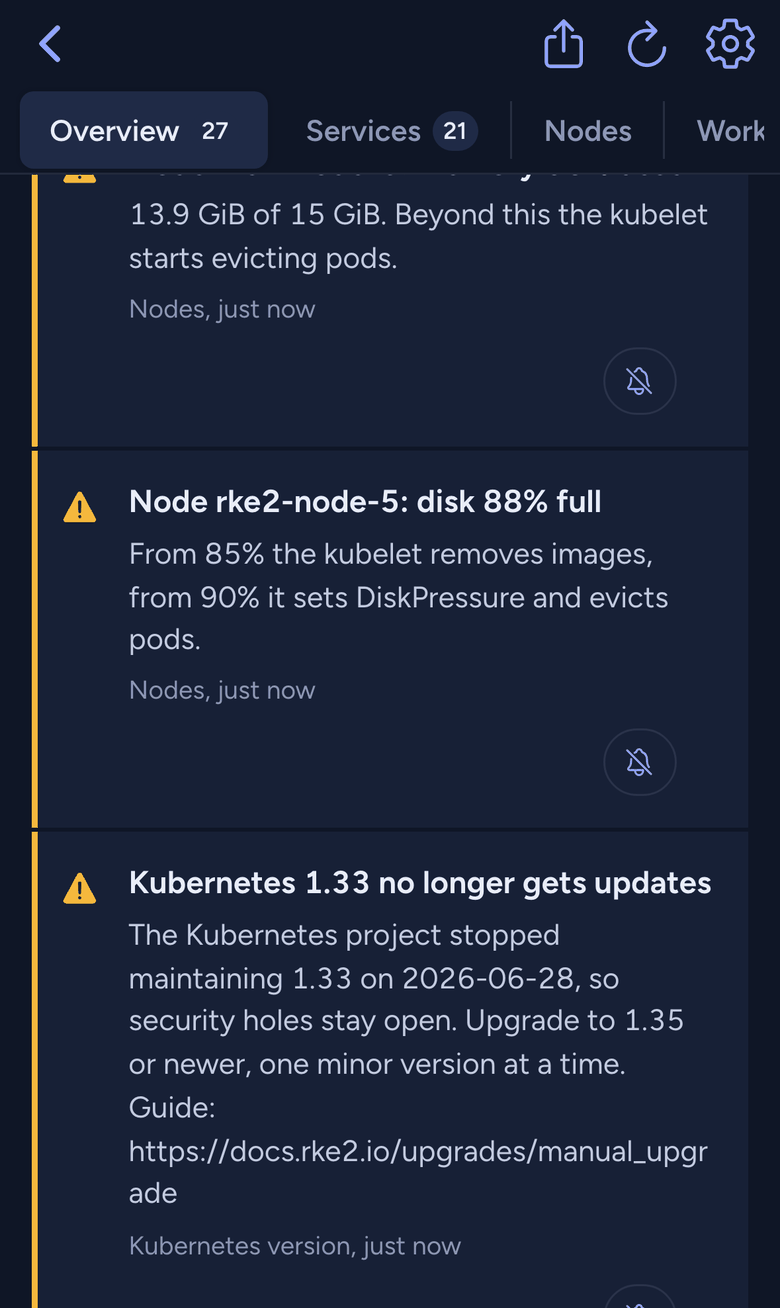 Overview 27
Services 21
Nodes
Work
13.9 GiB of 15 GiB. Beyond this the kubelet
starts evicting pods.
Nodes, just now
Node rke2-node-5: disk 88% full
From 85% the kubelet removes images,
from 90% it sets DiskPressure and evicts
pods.
Nodes, just now
Kubernetes 1.33 no longer gets updates
The Kubernetes project stopped
maintaining 1.33 on 2026-06-28, so
security holes stay open. Upgrade to 1.35
or newer, one minor version at a time.
Guide:
https://docs.rke2.io/upgrades/manual_upgr
ade
Kubernetes version, just now